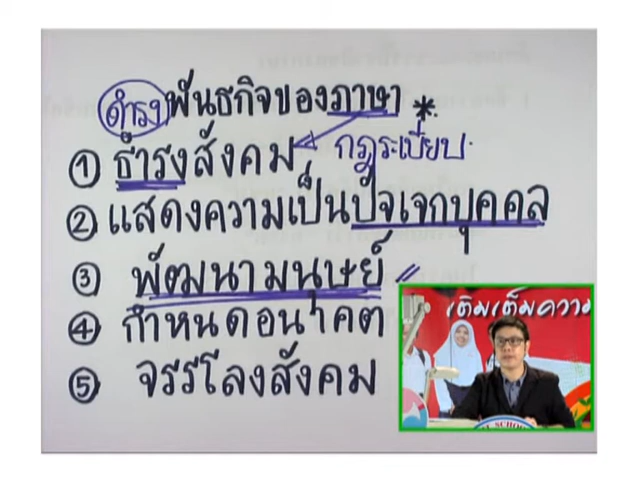 ดำรง พันธกิจของภาษา *
① ธำรงสังคม กฎระเบียบ
② แสดงความเป็นปัจเจกบุคคล
③ พัฒนามนุษย์
④ กำหนดอนาคต
⑤ จรรโลงสังคม
เติมเต็มความ